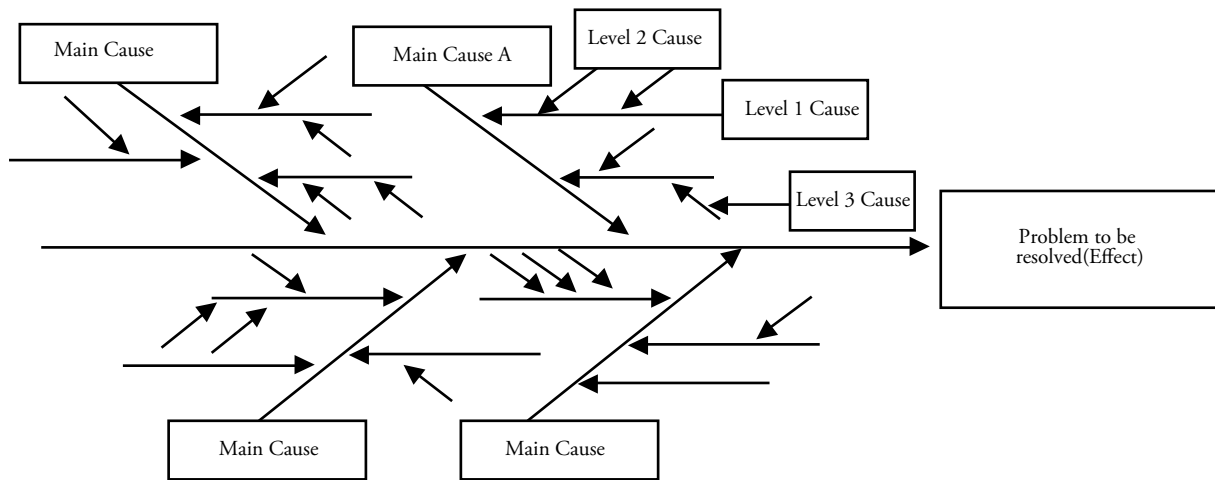 Main Cause
Main Cause A
Level 2 Cause
Level 1 Cause
Level 3 Cause
Problem to be
resolved(Effect)
Main Cause
Main Cause